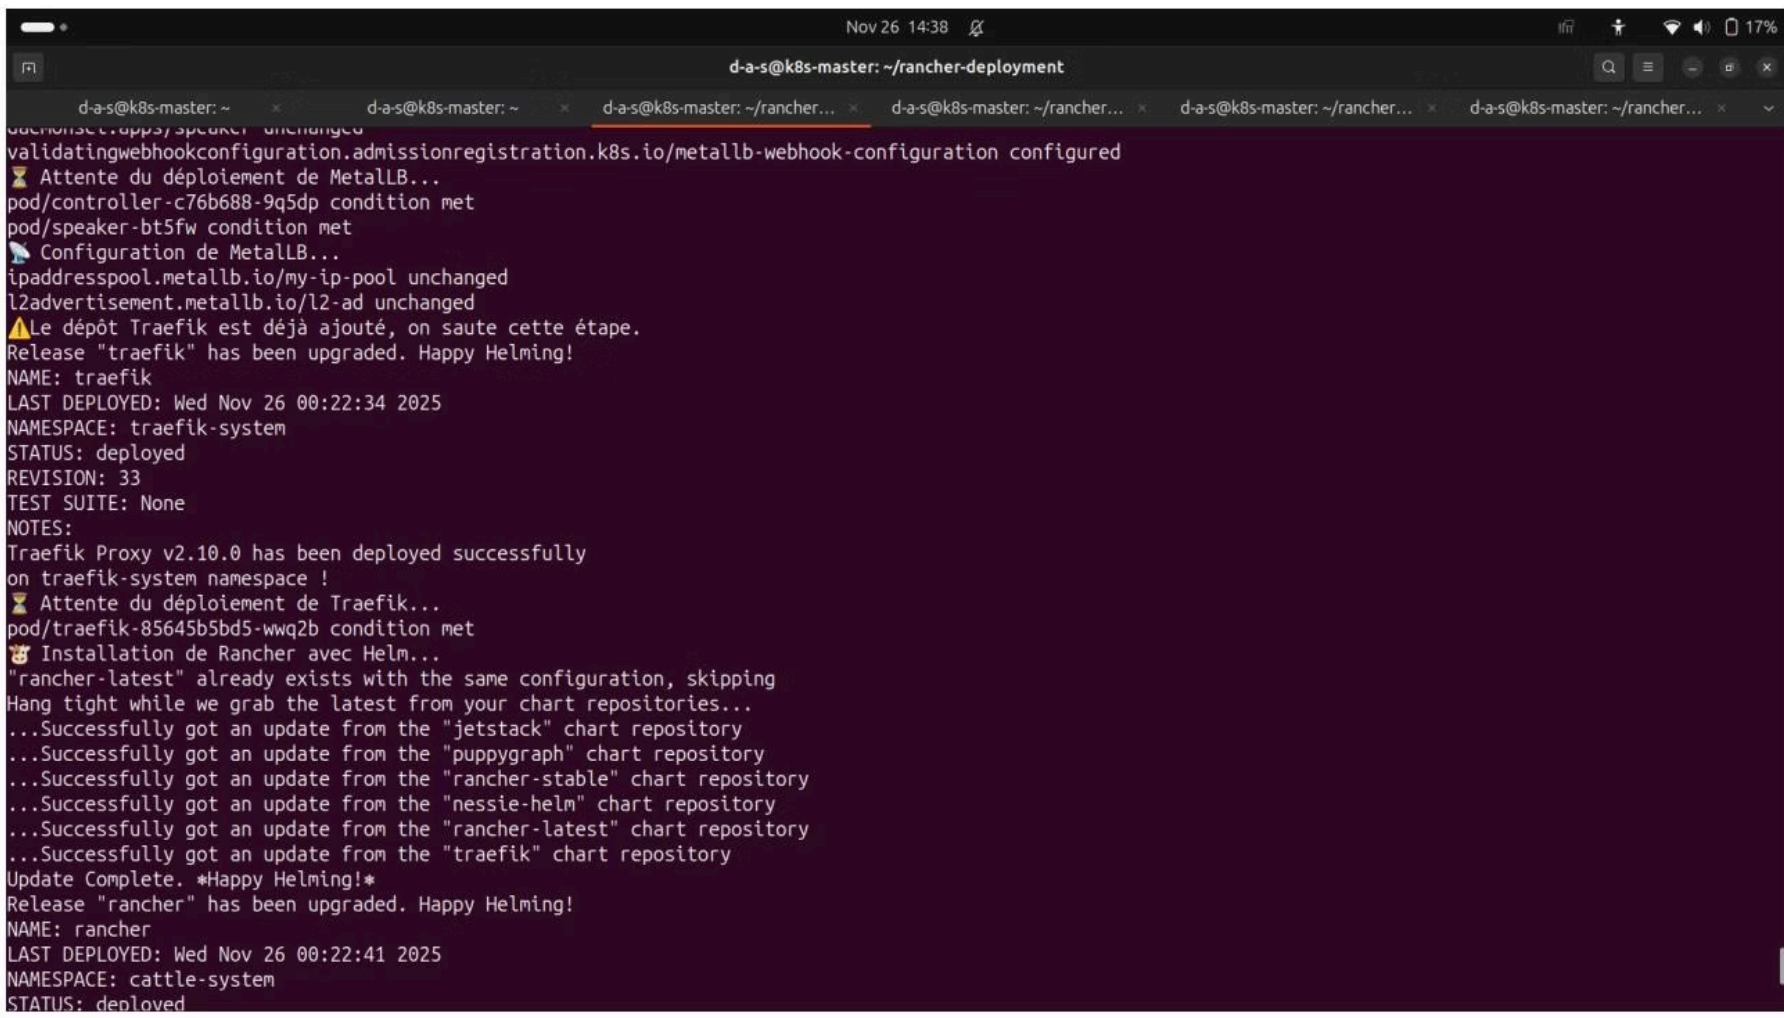 Nov 26 14:38
17%
d-a-s@k8s-master: ~/rancher-deployment
d-a-s@k8s-master: ~
d-a-s@k8s-master: ~
d-a-s@k8s-master: ~/rancher...
d-a-s@k8s-master: ~/rancher...
d-a-s@k8s-master: ~/rancher...
d-a-s@k8s-master: ~/rancher...
daemonset.apps/speaker unchanged
validatingwebhookconfiguration.admissionregistration.k8s.io/metallb-webhook-configuration configured
⏳ Attente du déploiement de MetalLB...
pod/controller-c76b688-9q5dp condition met
pod/speaker-bt5fw condition met
📡 Configuration de MetalLB...
ipaddresspool.metallb.io/my-ip-pool unchanged
l2advertisement.metallb.io/l2-ad unchanged
⚠️Le dépôt Traefik est déjà ajouté, on saute cette étape.
Release "traefik" has been upgraded. Happy Helming!
NAME: traefik
LAST DEPLOYED: Wed Nov 26 00:22:34 2025
NAMESPACE: traefik-system
STATUS: deployed
REVISION: 33
TEST SUITE: None
NOTES:
Traefik Proxy v2.10.0 has been deployed successfully
on traefik-system namespace !
⏳ Attente du déploiement de Traefik...
pod/traefik-85645b5bd5-wwq2b condition met
🐮 Installation de Rancher avec Helm...
"rancher-latest" already exists with the same configuration, skipping
Hang tight while we grab the latest from your chart repositories...
...Successfully got an update from the "jetstack" chart repository
...Successfully got an update from the "puppygraph" chart repository
...Successfully got an update from the "rancher-stable" chart repository
...Successfully got an update from the "nessie-helm" chart repository
...Successfully got an update from the "rancher-latest" chart repository
...Successfully got an update from the "traefik" chart repository
Update Complete. ⎈Happy Helming!⎈
Release "rancher" has been upgraded. Happy Helming!
NAME: rancher
LAST DEPLOYED: Wed Nov 26 00:22:41 2025
NAMESPACE: cattle-system
STATUS: deployed